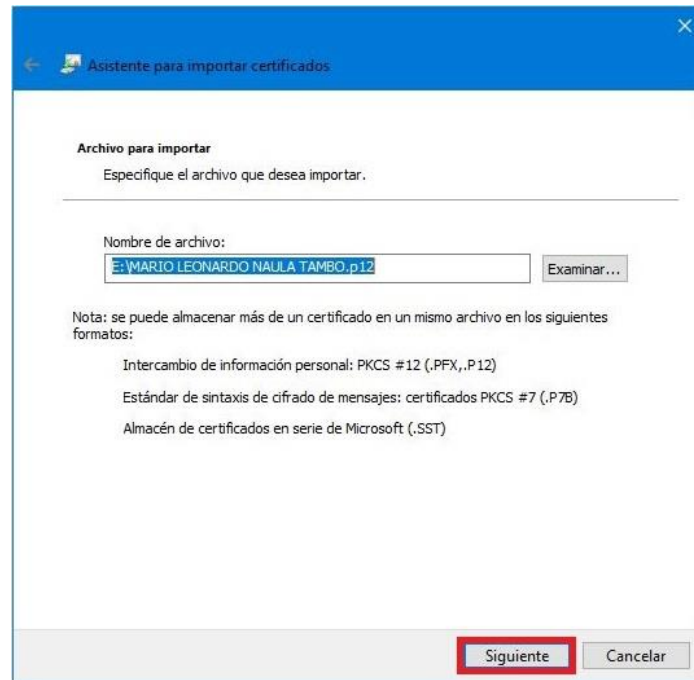 Asistente para importar certificados
Archivo para importar
Especifique el archivo que desea importar.
Nombre de archivo:
E:\MARIO LEONARDO NAULA TAMBO.p12
Examinar...
Nota: se puede almacenar más de un certificado en un mismo archivo en los siguientes
formatos:
Intercambio de información personal: PKCS #12 (.PFX,.P12)
Estándar de sintaxis de cifrado de mensajes: certificados PKCS #7 (.P7B)
Almacén de certificados en serie de Microsoft (.SST)
Siguiente
Cancelar